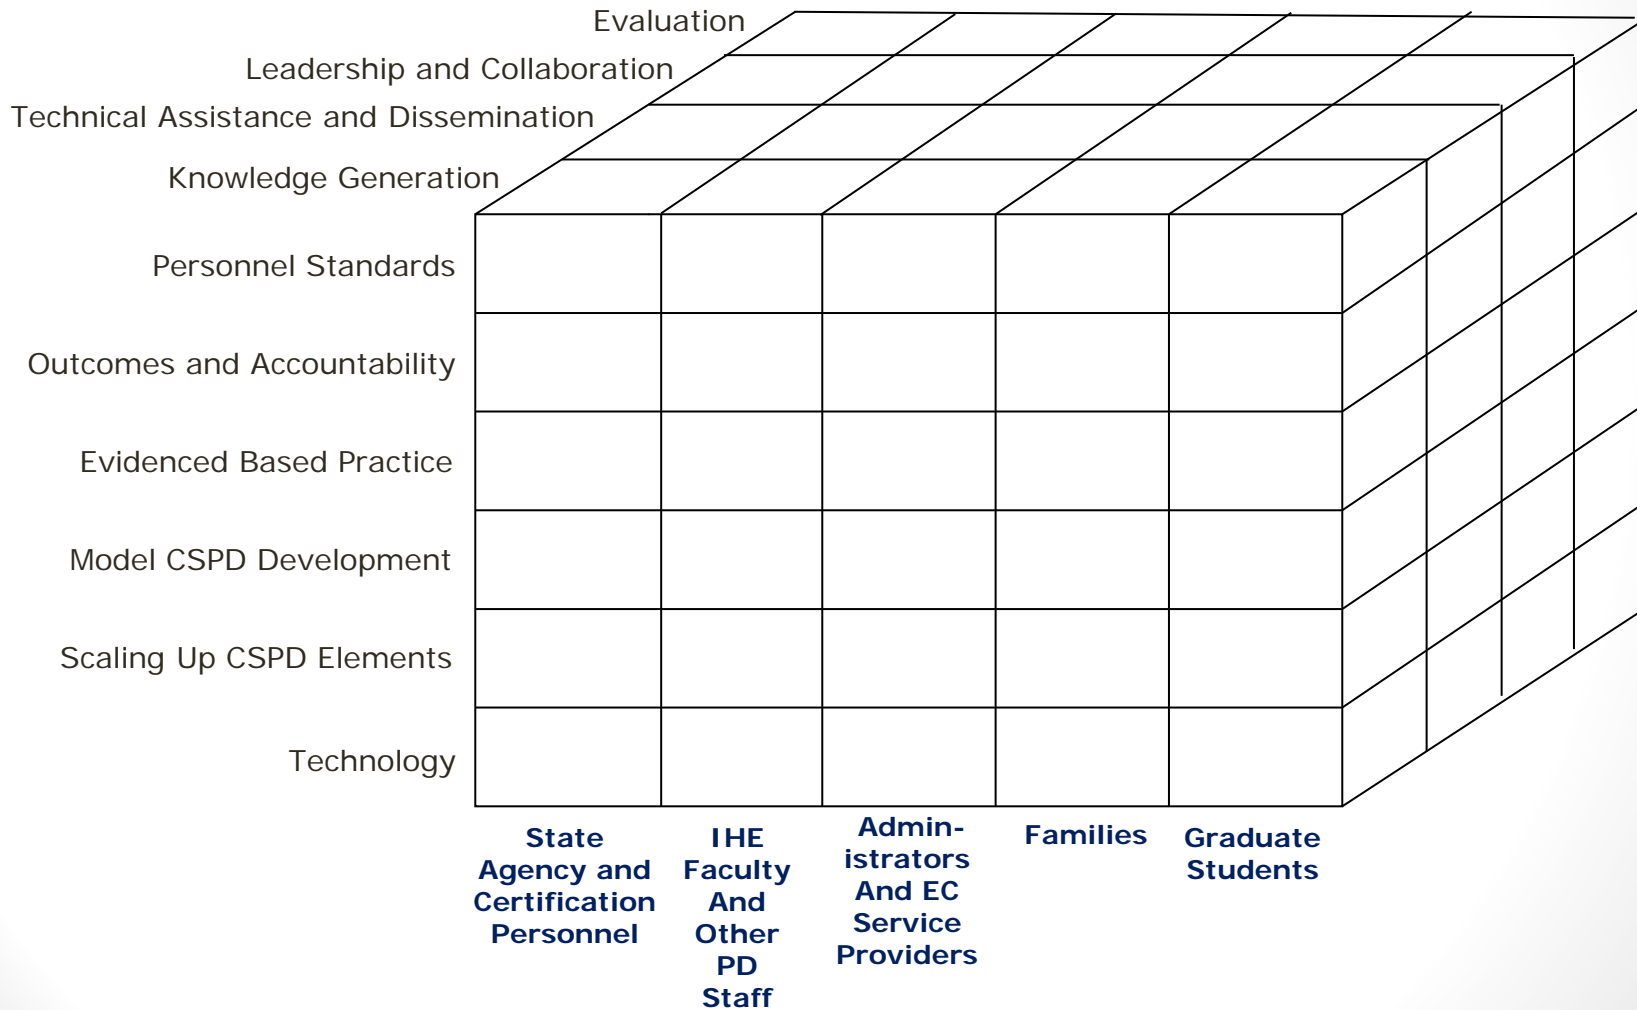 Evaluation
Leadership and Collaboration
Technical Assistance and Dissemination
Knowledge Generation
Personnel Standards
Outcomes and Accountability
Evidenced Based Practice
Model CSPD Development
Scaling Up CSPD Elements
Technology
State
Agency and
Certification
Personnel
IHE
Faculty
And
Other
PD
Staff
Admin-
istrators
And EC
Service
Providers
Families
Graduate
Students